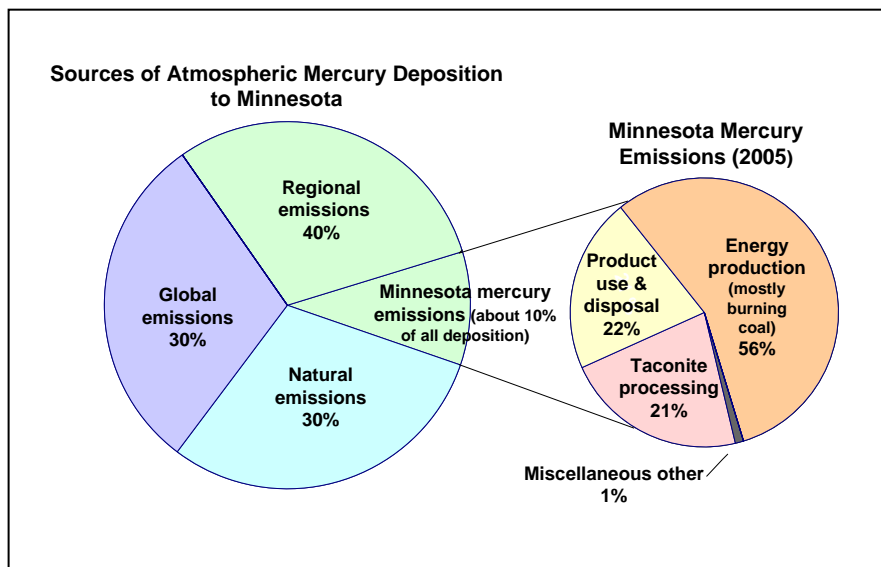 Sources of Atmospheric Mercury Deposition
to Minnesota
Regional
emissions
40%
Global
emissions
30%
Minnesota mercury
emissions (about 10%
of all deposition)
Natural
emissions
30%
Minnesota Mercury
Emissions (2005)
Product
use &
disposal
22%
Energy
production
(mostly
burning
coal)
56%
Taconite
processing
21%
Miscellaneous other
1%